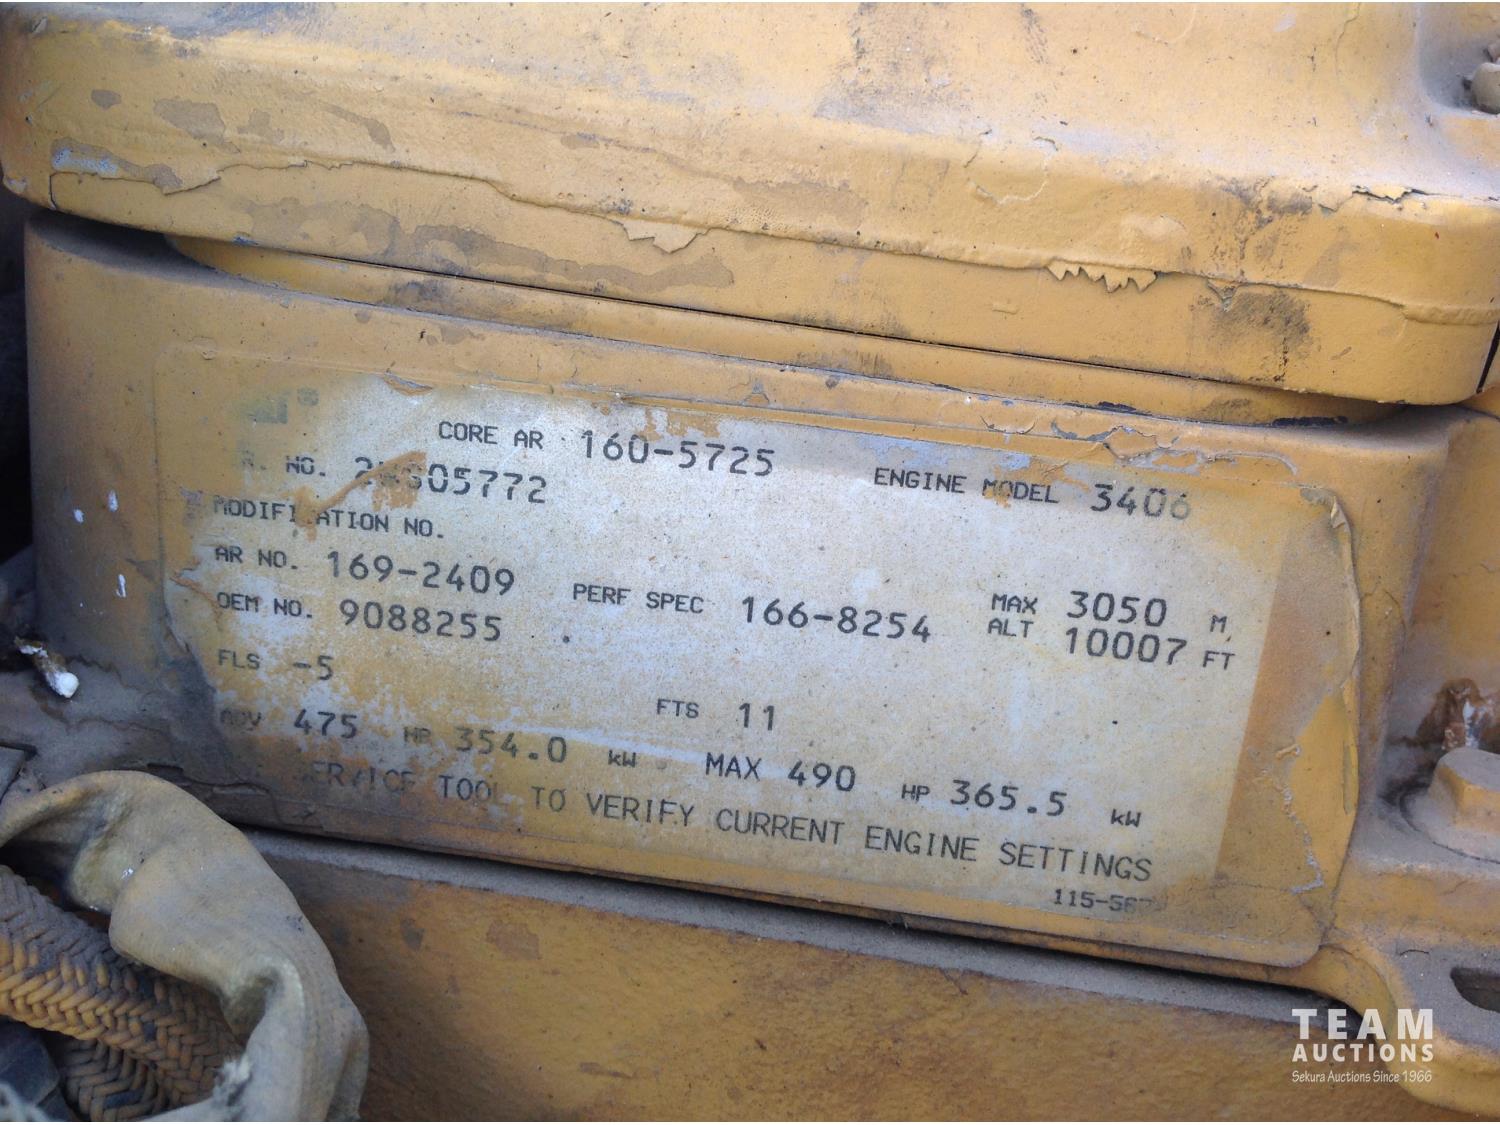 CORE AR 160-5725
ENGINE MODEL 3406
NO.
NO.
AR NO. 169-2409
PERF SPEC 166-8254
MAX ALT 3050 M
10007 FT
OEM NO. 9088255
FLS -5
FTS 11
ADV 475 HP 354.0 kW MAX 490 HP 365.5 kW
TOOL TO VERIFY CURRENT ENGINE SETTINGS
TEAM
AUCTIONS
Sekura Auctions Since 1966